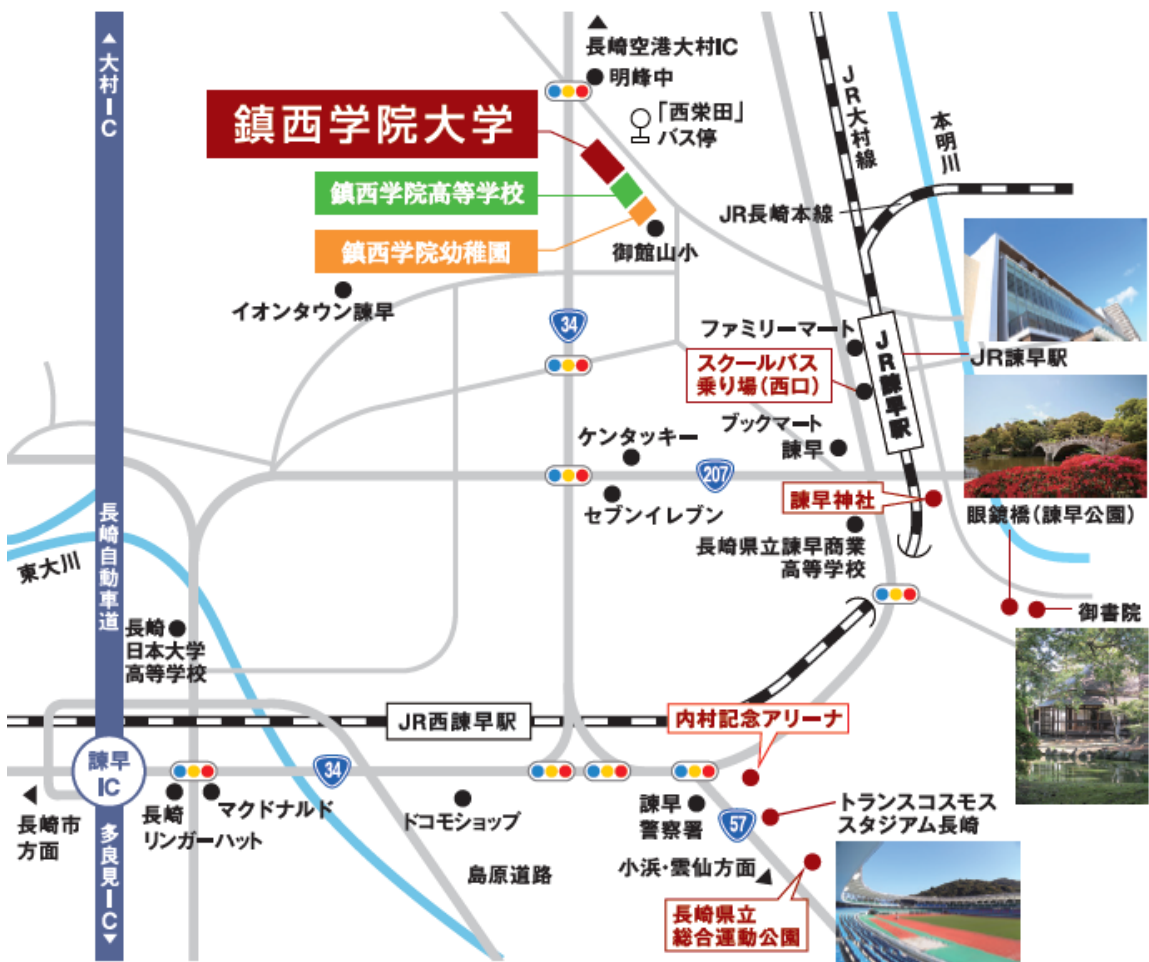 ▲大村IC
長崎自動車道
諫早
IC
多良見IC▼
▲
長崎空港大村IC
明峰中
「西栄田」
バス停
鎮西学院大学
鎮西学院高等学校
鎮西学院幼稚園
御館山小
イオンタウン諫早
34
JR大村線
本明川
JR長崎本線
ファミリーマート
スクールバス
乗り場(西口)
JR諫早駅
JR諫早駅
ブックマート
諫早
ケンタッキー
207
セブンイレブン
諫早神社
眼鏡橋(諫早公園)
長崎県立諫早商業
高等学校
御書院
東大川
長崎
日本大学
高等学校
JR西諫早駅
内村記念アリーナ
34
◀
長崎市
方面
長崎
リンガーハット
マクドナルド
ドコモショップ
諫早
警察署
57
トランスコスモス
スタジアム長崎
島原道路
小浜・雲仙方面
長崎県立
総合運動公園